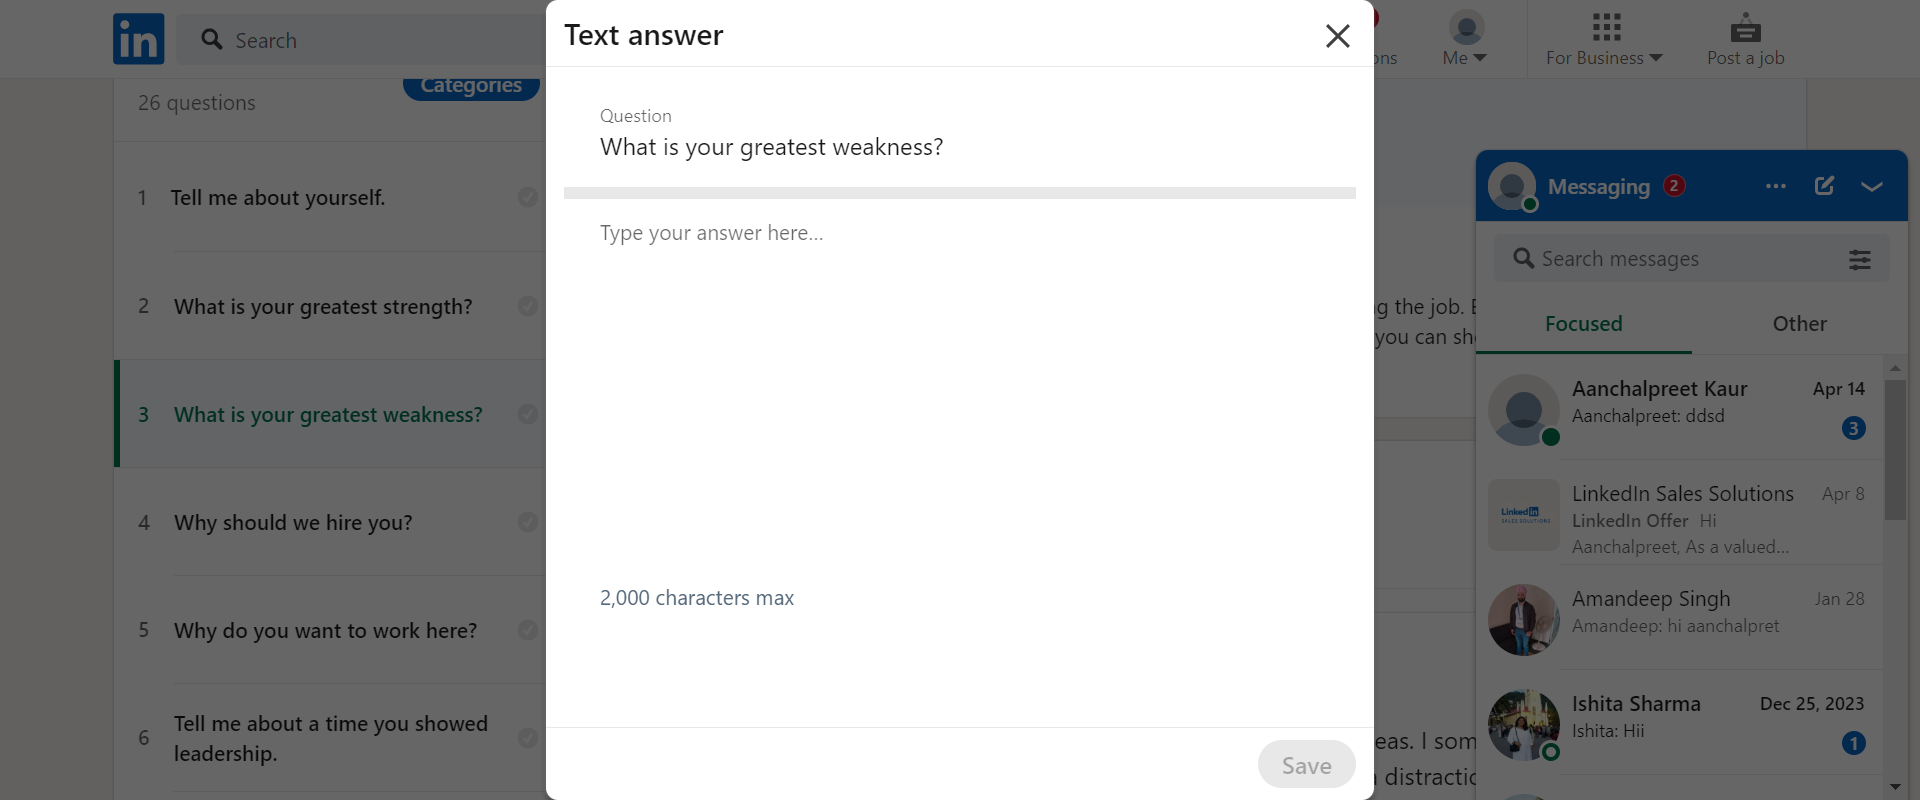 in
Search
ons
Me
For Business
Post a job
26 questions
Categories
1 Tell me about yourself.
2 What is your greatest strength?
3 What is your greatest weakness?
4 Why should we hire you?
5 Why do you want to work here?
6 Tell me about a time you showed
leadership.
Text answer
Question
What is your greatest weakness?
Type your answer here...
2,000 characters max
Save
g the job.
you can sh
eas. I som
distractio
Messaging 2
Search messages
Focused
Other
Aanchalpreet Kaur Apr 14
Aanchalpreet: ddsd
3
LinkedIn Sales Solutions Apr 8
LinkedIn Offer Hi
Aanchalpreet, As a valued...
Linked in
SALES SOLUTIONS
Amandeep Singh Jan 28
Amandeep: hi aanchalpret
Ishita Sharma Dec 25, 2023
Ishita: Hii
1